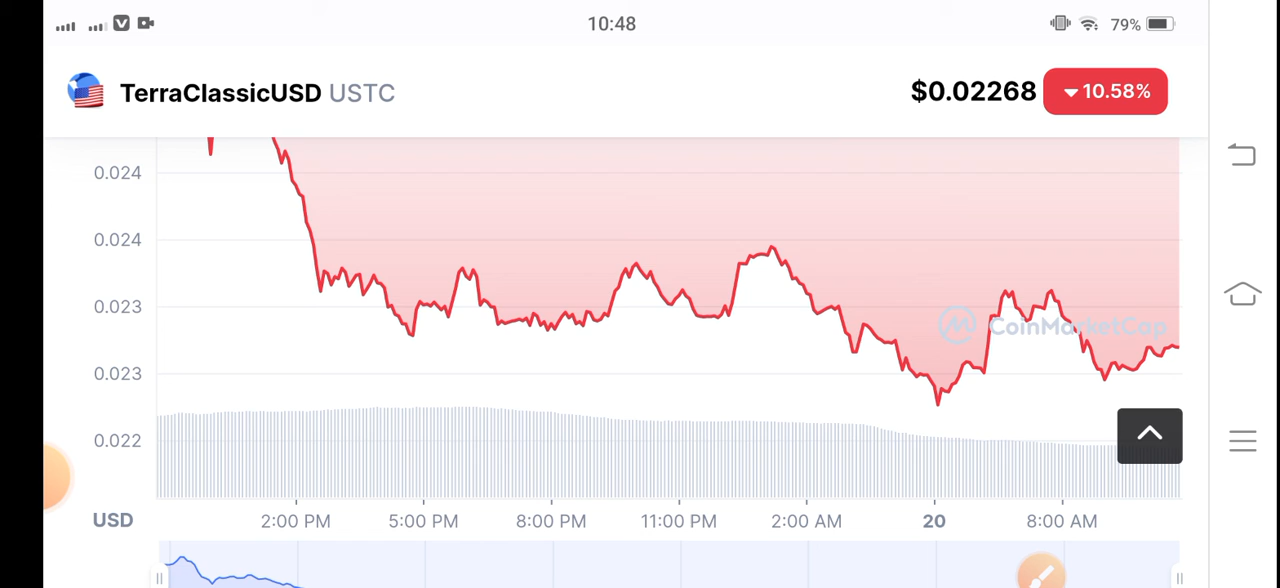 10:48
79%
TerraClassicUSD USTC
$0.02268
10.58%
0.024
0.024
0.023
0.023
0.022
CoinMarketCap
USD
2:00 PM 5:00 PM 8:00 PM 11:00 PM 2:00 AM 20 8:00 AM